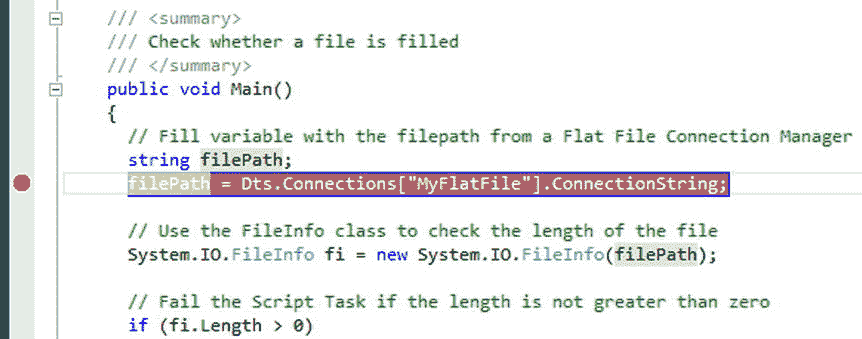 /// <summary>
/// Check whether a file is filled
/// </summary>
public void Main()
{
// Fill variable with the filepath from a Flat File Connection Manager
string filePath;
filePath = Dts.Connections["MyFlatFile"].ConnectionString;
// Use the FileInfo class to check the length of the file
System.IO.FileInfo fi = new System.IO.FileInfo(filePath);
// Fail the Script Task if the length is not greater than zero
if (fi.Length > 0)